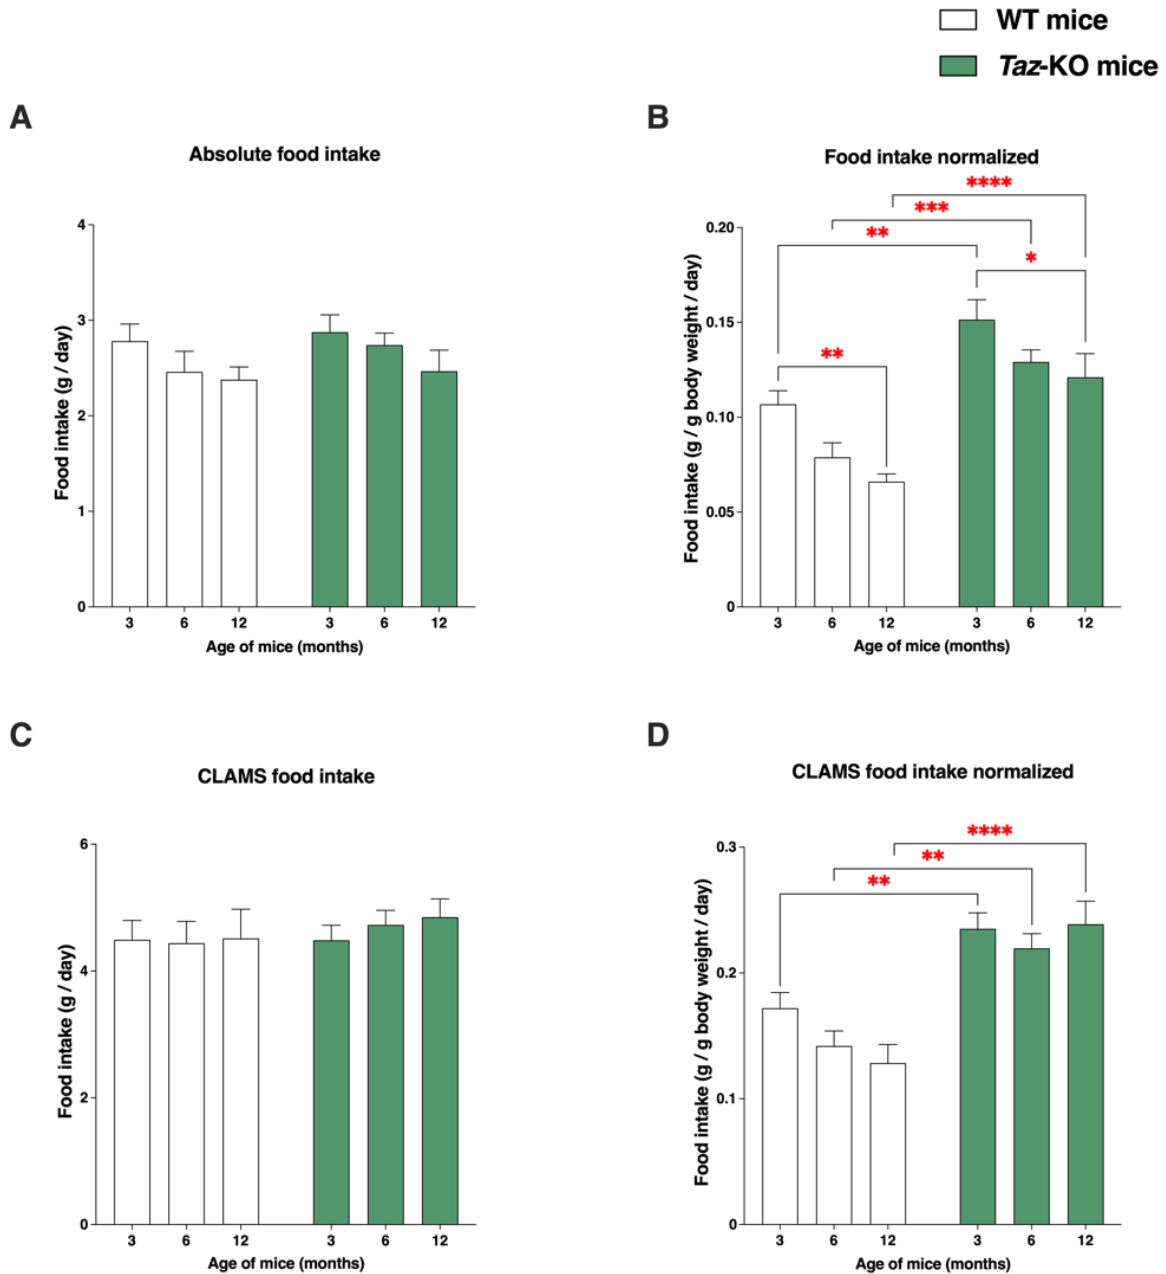 WT mice
Taz-KO mice
A
Absolute food intake
Food intake (g / day)
4
3
2
1
0
3 6 12 3 6 12
Age of mice (months)
B
Food intake normalized
****
***
**
*
**
Food intake (g / g body weight / day)
0.20
0.15
0.10
0.05
0
3 6 12 3 6 12
Age of mice (months)
C
CLAMS food intake
Food intake (g / day)
6
4
2
0
3 6 12 3 6 12
Age of mice (months)
D
CLAMS food intake normalized
****
**
**
Food intake (g / g body weight / day)
0.3
0.2
0.1
0
3 6 12 3 6 12
Age of mice (months)